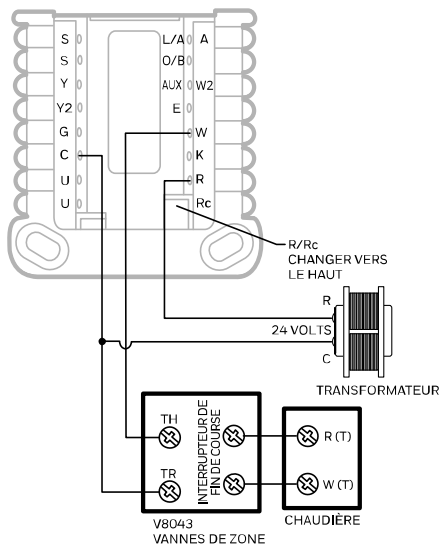 S L/A A
S O/B
Y AUX W2
Y2 E
G W
C K
U R
U Rc
R/Rc
CHANGER VERS
LE HAUT
R
24 VOLTS
C
TRANSFORMATEUR
TH
TR
INTERRUPTEUR DE
FIN DE COURSE
R (T)
W (T)
V8043
VANNES DE ZONE
CHAUDIÈRE